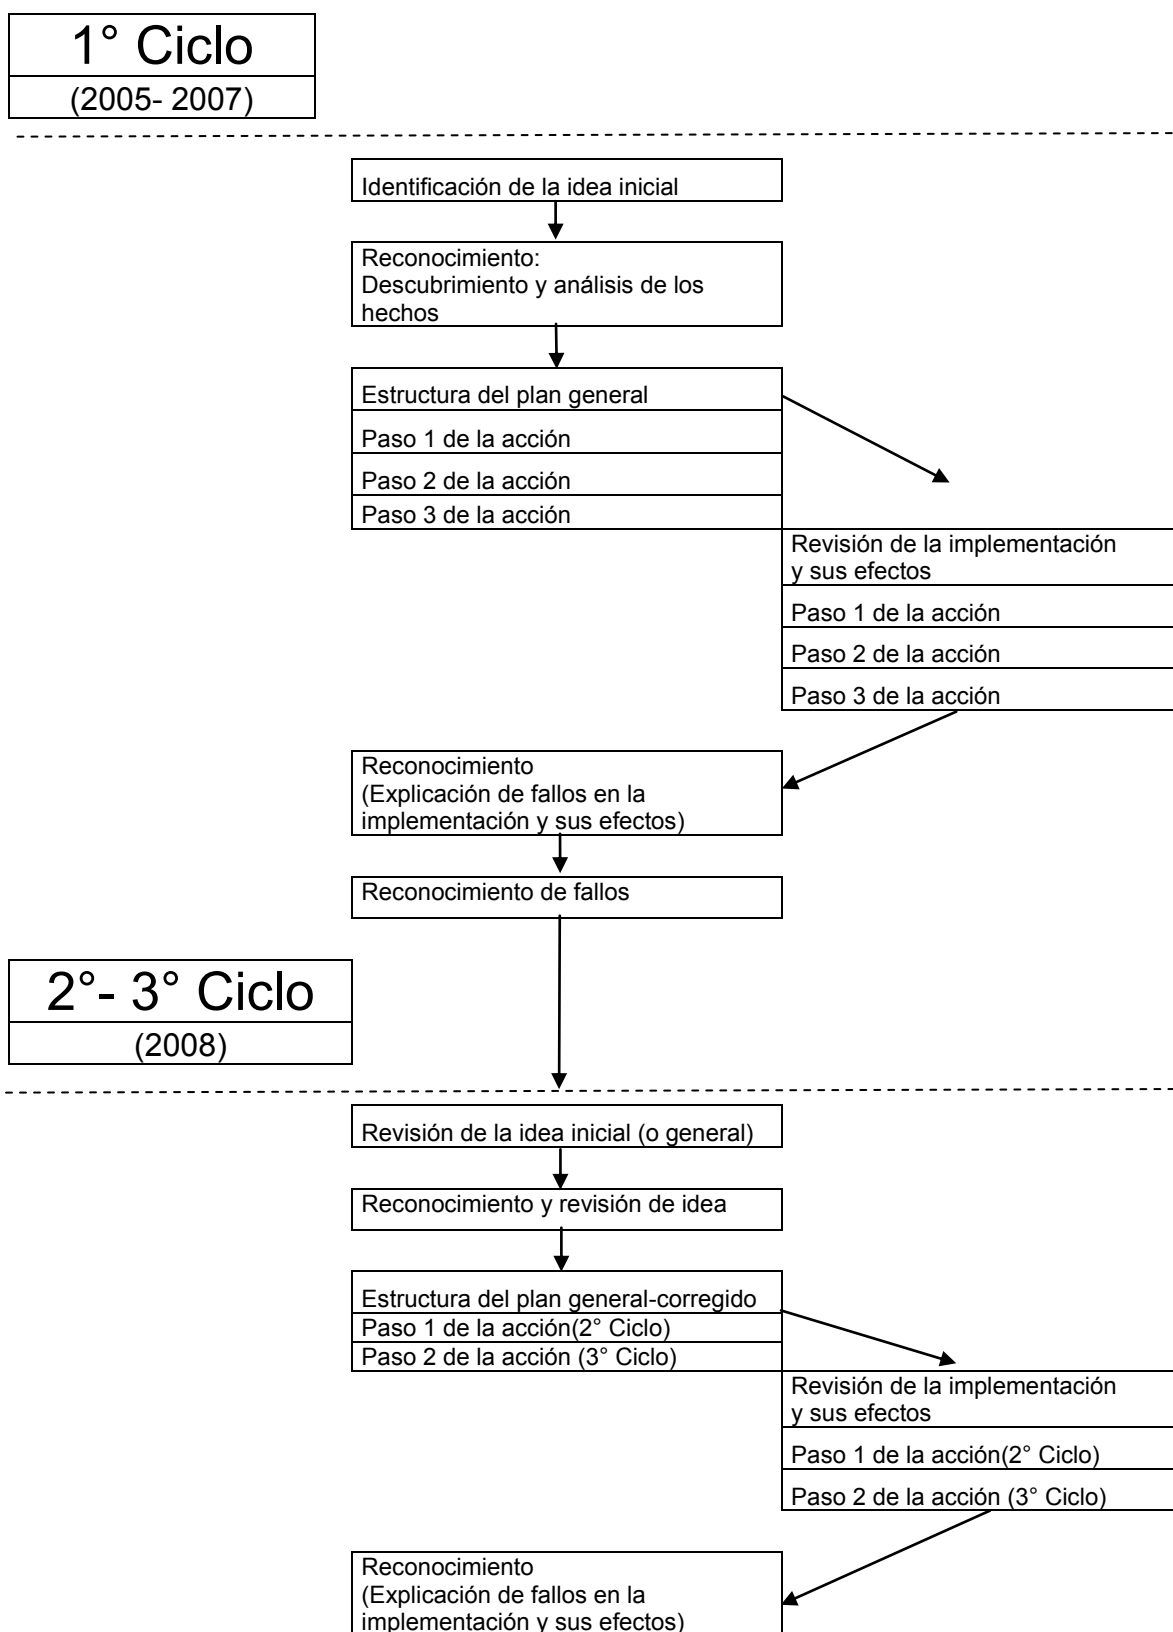 1° Ciclo
(2005- 2007)
Identificación de la idea inicial
Reconocimiento:
Descubrimiento y análisis de los
hechos
Estructura del plan general
Paso 1 de la acción
Paso 2 de la acción
Paso 3 de la acción
Revisión de la implementación
y sus efectos
Paso 1 de la acción
Paso 2 de la acción
Paso 3 de la acción
Reconocimiento
(Explicación de fallos en la
implementación y sus efectos)
Reconocimiento de fallos
2°- 3° Ciclo
(2008)
Revisión de la idea inicial (o general)
Reconocimiento y revisión de idea
Estructura del plan general-corregido
Paso 1 de la acción(2° Ciclo)
Paso 2 de la acción (3° Ciclo)
Revisión de la implementación
y sus efectos
Paso 1 de la acción(2° Ciclo)
Paso 2 de la acción (3° Ciclo)
Reconocimiento
(Explicación de fallos en la
implementación y sus efectos)